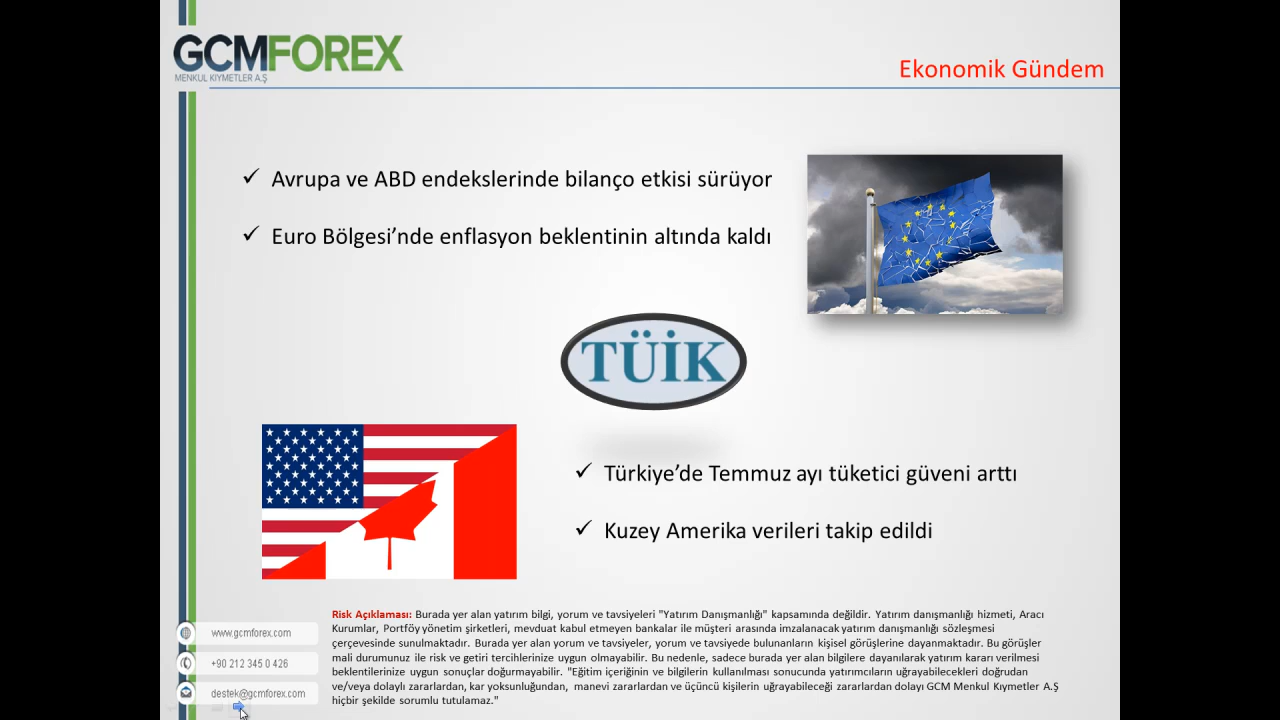 GCMFOREX
MENKUL KIYMETLER A.Ş
Ekonomik Gündem
✓ Avrupa ve ABD endekslerinde bilanço etkisi sürüyor
✓ Euro Bölgesi’nde enflasyon beklentinin altında kaldı
TÜİK
✓ Türkiye’de Temmuz ayı tüketici güveni arttı
✓ Kuzey Amerika verileri takip edildi
www.gcmforex.com
+90 212 345 0 426
destek@gcmforex.com
Risk Açıklaması: Burada yer alan yatırım bilgi, yorum ve tavsiyeleri "Yatırım Danışmanlığı" kapsamında değildir. Yatırım danışmanlığı hizmeti, Aracı
Kurumlar, Portföy yönetim şirketleri, mevduat kabul etmeyen bankalar ile müşteri arasında imzalanacak yatırım danışmanlığı sözleşmesi
çerçevesinde sunulmaktadır. Burada yer alan yorum ve tavsiyeler, yorum ve tavsiyede bulunanların kişisel görüşlerine dayanmaktadır. Bu görüşler
mali durumunuz ile risk ve getiri tercihlerinize uygun olmayabilir. Bu nedenle, sadece burada yer alan bilgilere dayanılarak yatırım kararı verilmesi
beklentilerinize uygun sonuçlar doğurmayabilir. "Eğitim içeriğinin ve bilgilerin kullanılması sonucunda yatırımcıların uğrayabilecekleri doğrudan
ve/veya dolaylı zararlardan, kar yoksunluğundan, manevi zararlardan ve üçüncü kişilerin uğrayabileceği zararlardan dolayı GCM Menkul Kıymetler A.Ş
hiçbir şekilde sorumlu tutulamaz."